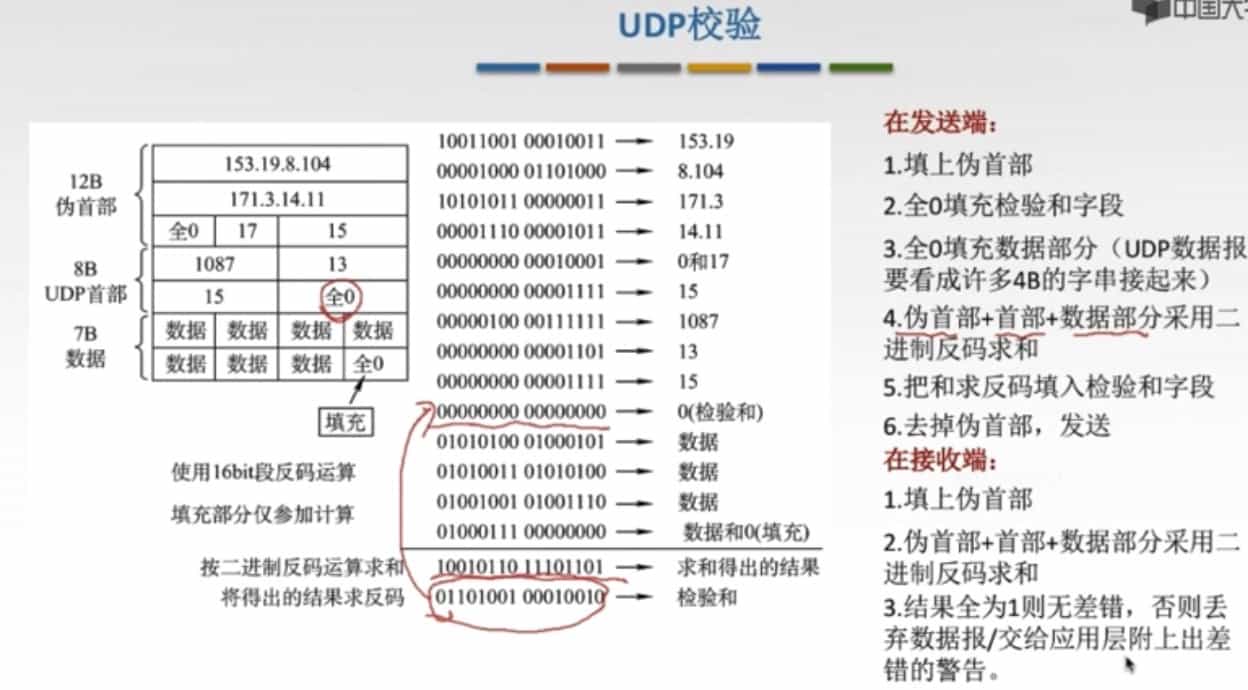 中国大
UDP校验
12B
伪首部
153.19.8.104
171.3.14.11
全0 17 15
8B
UDP首部
1087 13
15 全0
7B
数据
数据 数据 数据 数据
数据 数据 数据 全0
填充
使用16bit段反码运算
填充部分仅参加计算
10011001 00010011 → 153.19
00001000 01101000 → 8.104
10101011 00000011 → 171.3
00001110 00001011 → 14.11
00000000 00010001 → 0和17
00000000 00001111 → 15
00000100 00111111 → 1087
00000000 00001101 → 13
00000000 00001111 → 15
00000000 00000000 → 0(检验和)
01010100 01000101 → 数据
01010011 01010100 → 数据
01001001 01001110 → 数据
01000111 00000000 → 数据和0(填充)
按二进制反码运算求和 10010110 11101101 → 求和得出的结果
将得出的结果求反码 01101001 00010010 → 检验和
在发送端：
1.填上伪首部
2.全0填充检验和字段
3.全0填充数据部分（UDP数据报
要看成许多4B的字串接起来）
4.伪首部+首部+数据部分采用二
进制反码求和
5.把和求反码填入检验和字段
6.去掉伪首部，发送
在接收端：
1.填上伪首部
2.伪首部+首部+数据部分采用二
进制反码求和
3.结果全为1则无差错，否则丢
弃数据报/交给应用层附上出差
错的警告。